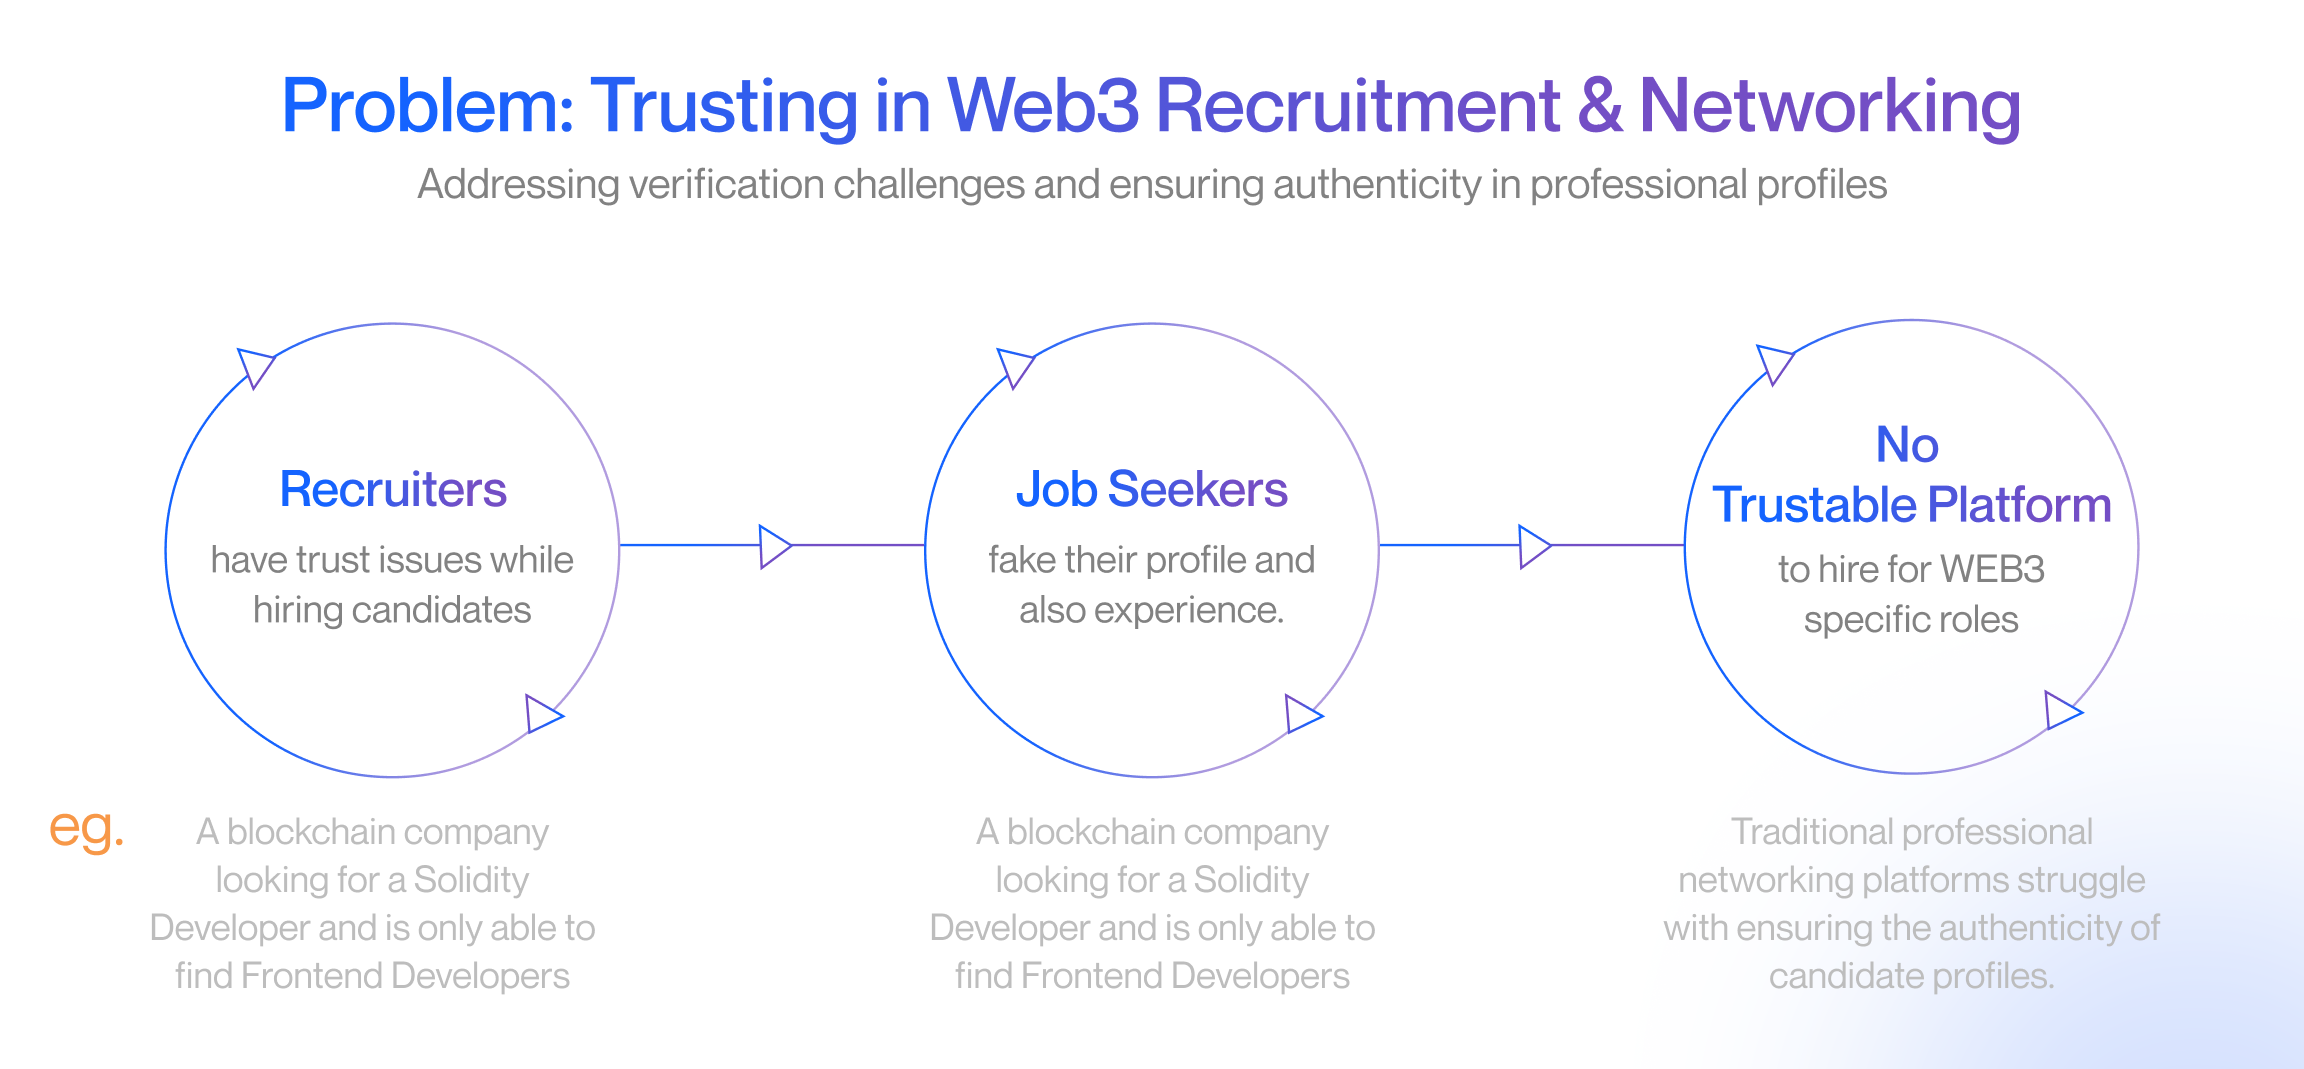 Problem: Trusting in Web3 Recruitment & Networking
Addressing verification challenges and ensuring authenticity in professional profiles
Recruiters
have trust issues while
hiring candidates
Job Seekers
fake their profile and
also experience.
No
Trustable Platform
to hire for WEB3
specific roles
eg.
A blockchain company
looking for a Solidity
Developer and is only able to
find Frontend Developers
A blockchain company
looking for a Solidity
Developer and is only able to
find Frontend Developers
Traditional professional
networking platforms struggle
with ensuring the authenticity of
candidate profiles.